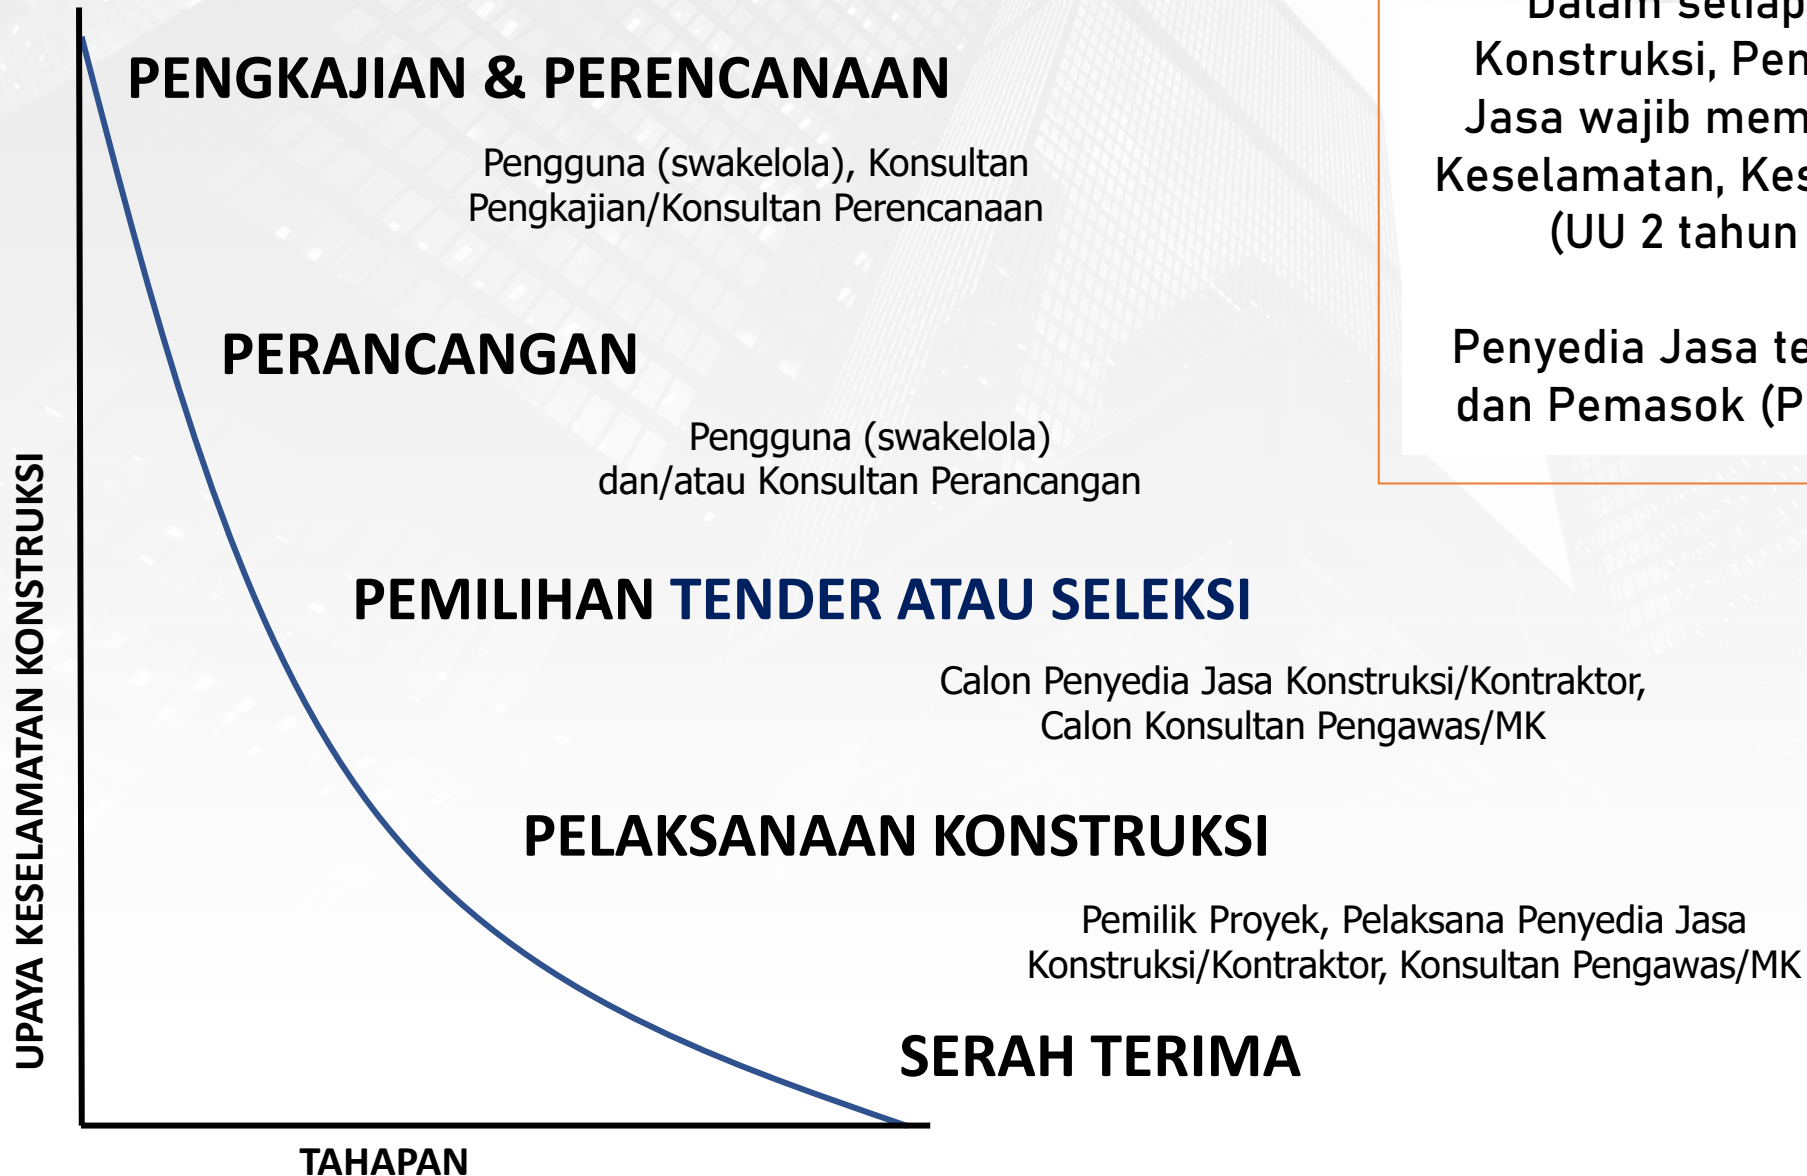 PENGKAJIAN & PERENCANAAN
Pengguna (swakelola), Konsultan
Pengkajian/Konsultan Perencanaan
PERANCANGAN
Pengguna (swakelola)
dan/atau Konsultan Perancangan
PEMILIHAN TENDER ATAU SELEKSI
Calon Penyedia Jasa Konstruksi/Kontraktor,
Calon Konsultan Pengawas/MK
PELAKSANAAN KONSTRUKSI
Pemilik Proyek, Pelaksana Penyedia Jasa
Konstruksi/Kontraktor, Konsultan Pengawas/MK
SERAH TERIMA
UPAYA KESELAMATAN KONSTRUKSI
TAHAPAN
Dalam setiap
Konstruksi,
Jasa wajib
Keselamatan,
(UU 2 tahun
Penyedia Jasa
dan Pemasok